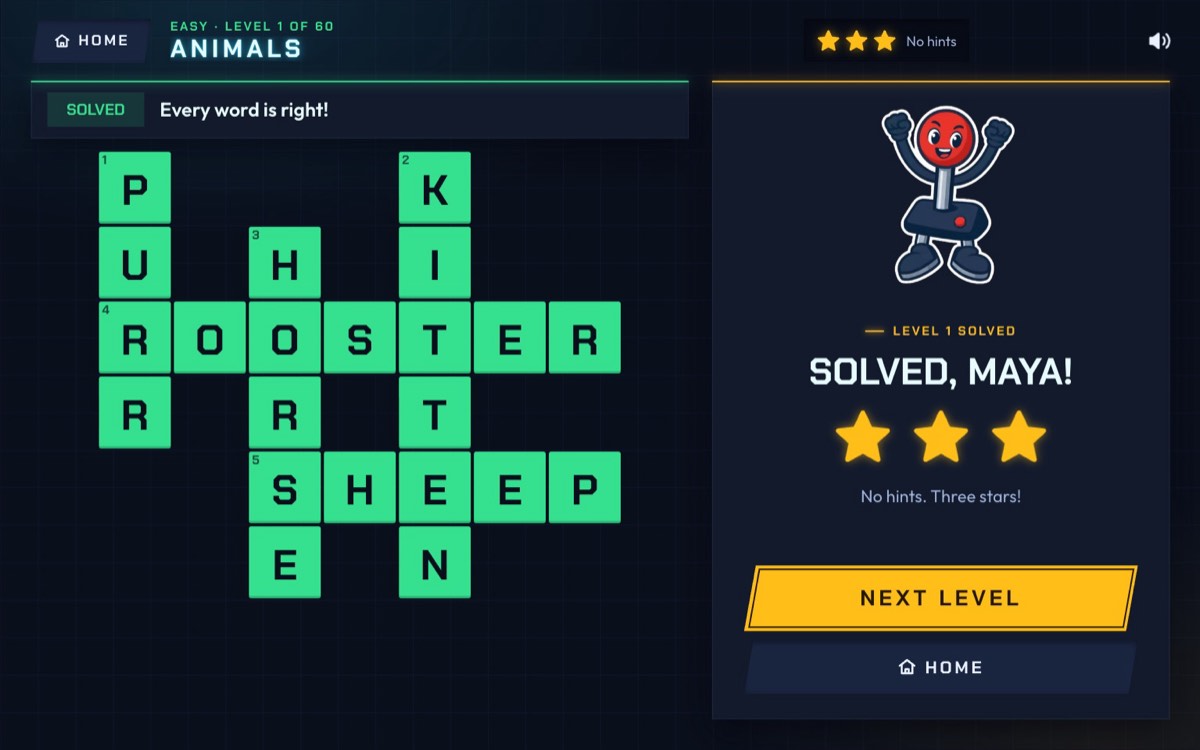 HOME
EASY · LEVEL 1 OF 60
ANIMALS
No hints
SOLVED Every word is right!
1 P 2 K
U 3 H I
4 R O O S T E R
R R T
5 S H E E P
E N
LEVEL 1 SOLVED
SOLVED, MAYA!
No hints. Three stars!
NEXT LEVEL
HOME